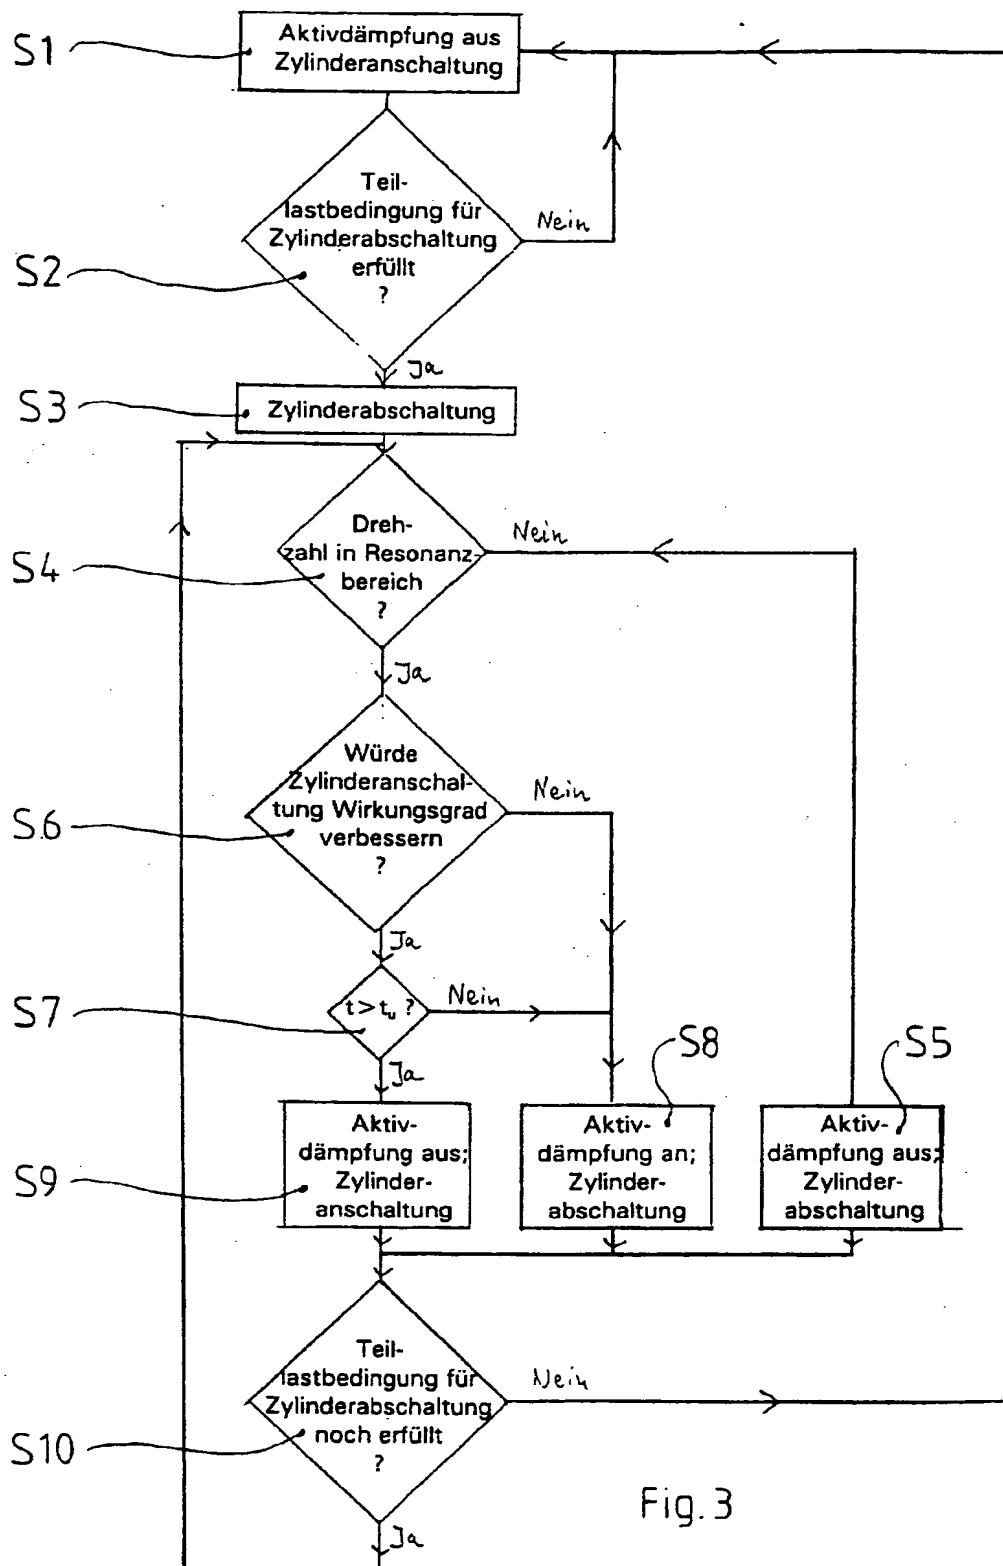 S1
Aktivdämpfung aus
Zylinderanschaltung
Teil-
lastbedingung für
Zylinderabschaltung
erfüllt
?
Nein
S2
Ja
S3
Zylinderabschaltung
Dreh-
zahl in Resonanz-
bereich
?
Nein
S4
Ja
Würde
Zylinderanschal-
tung Wirkungsgrad
verbessern
?
Nein
S6
Ja
S7
t > tᵤ ?
Nein
Ja
S8
S5
Aktiv-
dämpfung aus;
Zylinder-
anschaltung
S9
Aktiv-
dämpfung an;
Zylinder-
abschaltung
Aktiv-
dämpfung aus;
Zylinder-
abschaltung
Teil-
lastbedingung für
Zylinderabschaltung
noch erfüllt
?
Nein
S10
Ja
Fig. 3